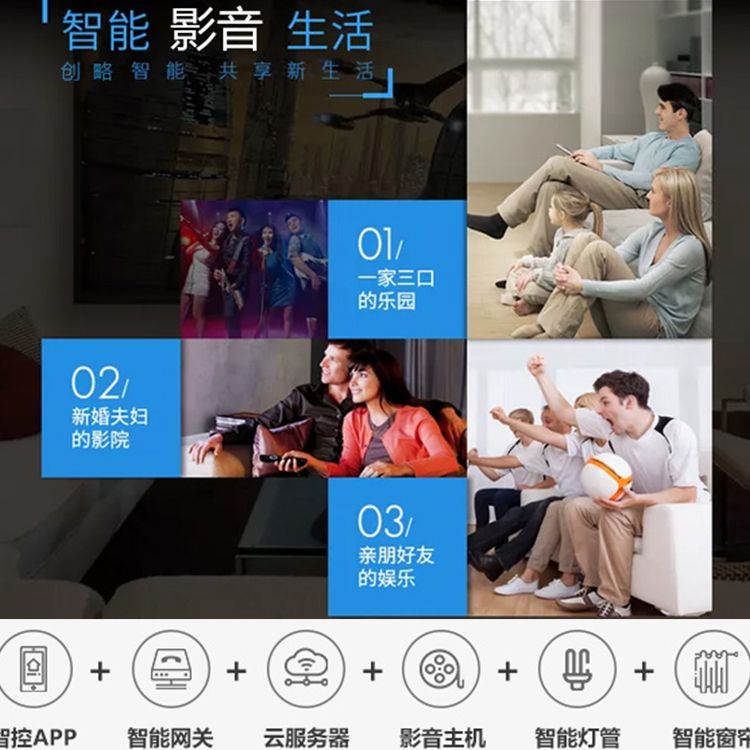 智能 影音 生活
创略智能 共享新生活
01/
一家三口
的乐园
02/
新婚夫妇
的影院
03/
亲朋好友
的娱乐
智控APP + 智能网关 + 云服务器 + 影音主机 + 智能灯管 + 智能窗帘